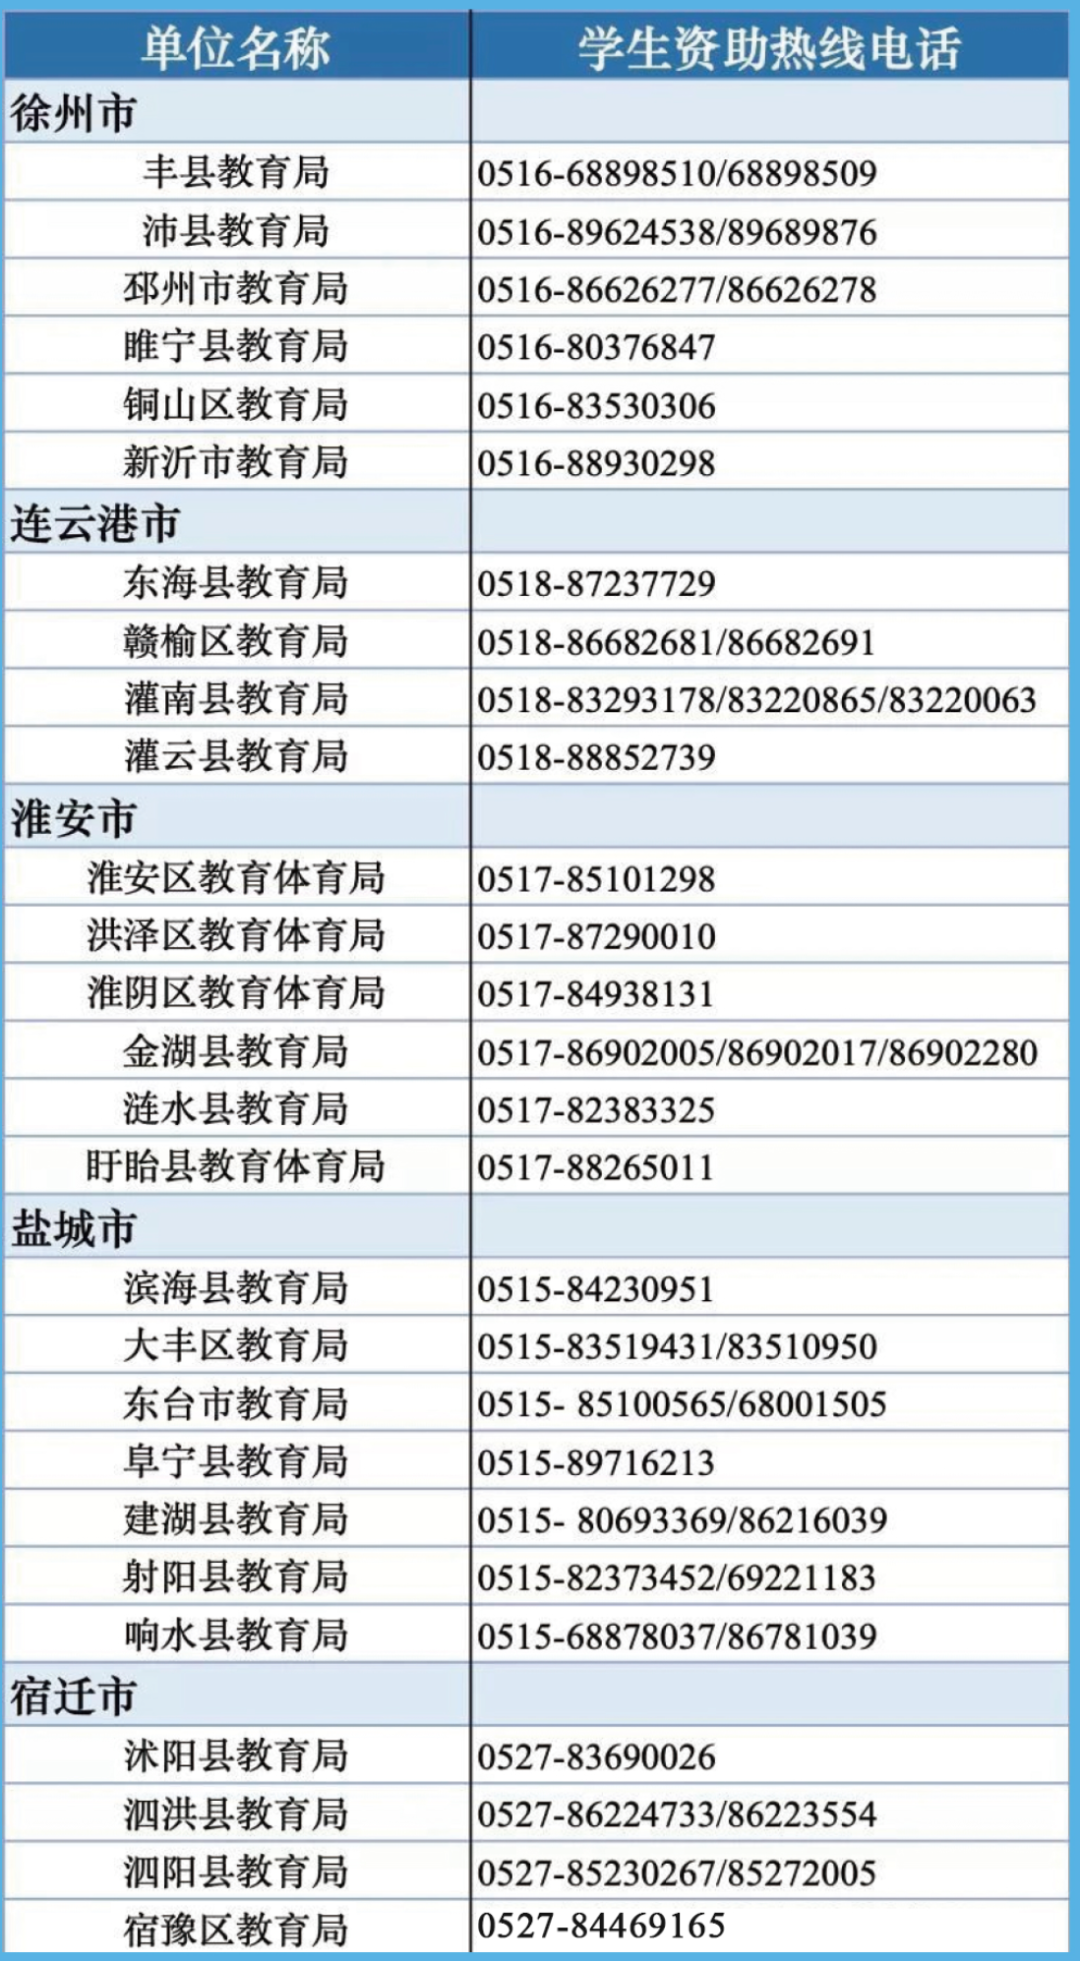 单位名称 学生资助热线电话
徐州市
丰县教育局 0516-68898510/68898509
沛县教育局 0516-89624538/89689876
邳州市教育局 0516-86626277/86626278
睢宁县教育局 0516-80376847
铜山区教育局 0516-83530306
新沂市教育局 0516-88930298
连云港市
东海县教育局 0518-87237729
赣榆区教育局 0518-86682681/86682691
灌南县教育局 0518-83293178/83220865/83220063
灌云县教育局 0518-88852739
淮安市
淮安区教育体育局 0517-85101298
洪泽区教育体育局 0517-87290010
淮阴区教育体育局 0517-84938131
金湖县教育局 0517-86902005/86902017/86902280
涟水县教育局 0517-82383325
盱眙县教育体育局 0517-88265011
盐城市
滨海县教育局 0515-84230951
大丰区教育局 0515-83519431/83510950
东台市教育局 0515- 85100565/68001505
阜宁县教育局 0515-89716213
建湖县教育局 0515- 80693369/86216039
射阳县教育局 0515-82373452/69221183
响水县教育局 0515-68878037/86781039
宿迁市
沭阳县教育局 0527-83690026
泗洪县教育局 0527-86224733/86223554
泗阳县教育局 0527-85230267/85272005
宿豫区教育局 0527-84469165